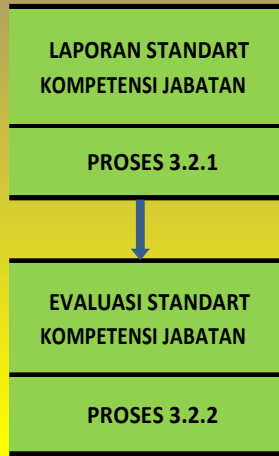 LAPORAN STANDART
KOMPETENSI JABATAN
PROSES 3.2.1
EVALUASI STANDART
KOMPETENSI JABATAN
PROSES 3.2.2